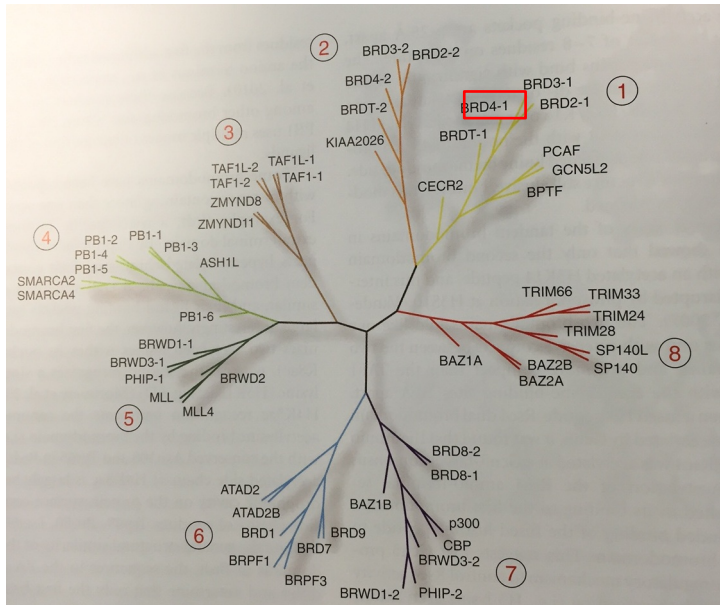 2
BRD3-2
BRD2-2
BRD4-2
BRDT-2
KIAA2026
1
BRD3-1
BRD4-1
BRD2-1
BRDT-1
PCAF
GCN5L2
BPTF
CECR2
3
TAF1L-2
TAF1L-1
TAF1-2
TAF1-1
ZMYND8
ZMYND11
4
PB1-2
PB1-1
PB1-4
PB1-3
PB1-5
SMARCA2
SMARCA4
ASH1L
PB1-6
BRWD1-1
BRWD3-1
PHIP-1
BRWD2
MLL
MLL4
5
TRIM66
TRIM33
TRIM24
TRIM28
SP140L
SP140
BAZ1A
BAZ2B
BAZ2A
8
ATAD2
ATAD2B
BRD1
BRD7
BRD9
BRPF1
BRPF3
6
BRD8-2
BRD8-1
BAZ1B
p300
CBP
BRWD3-2
BRWD1-2
PHIP-2
7